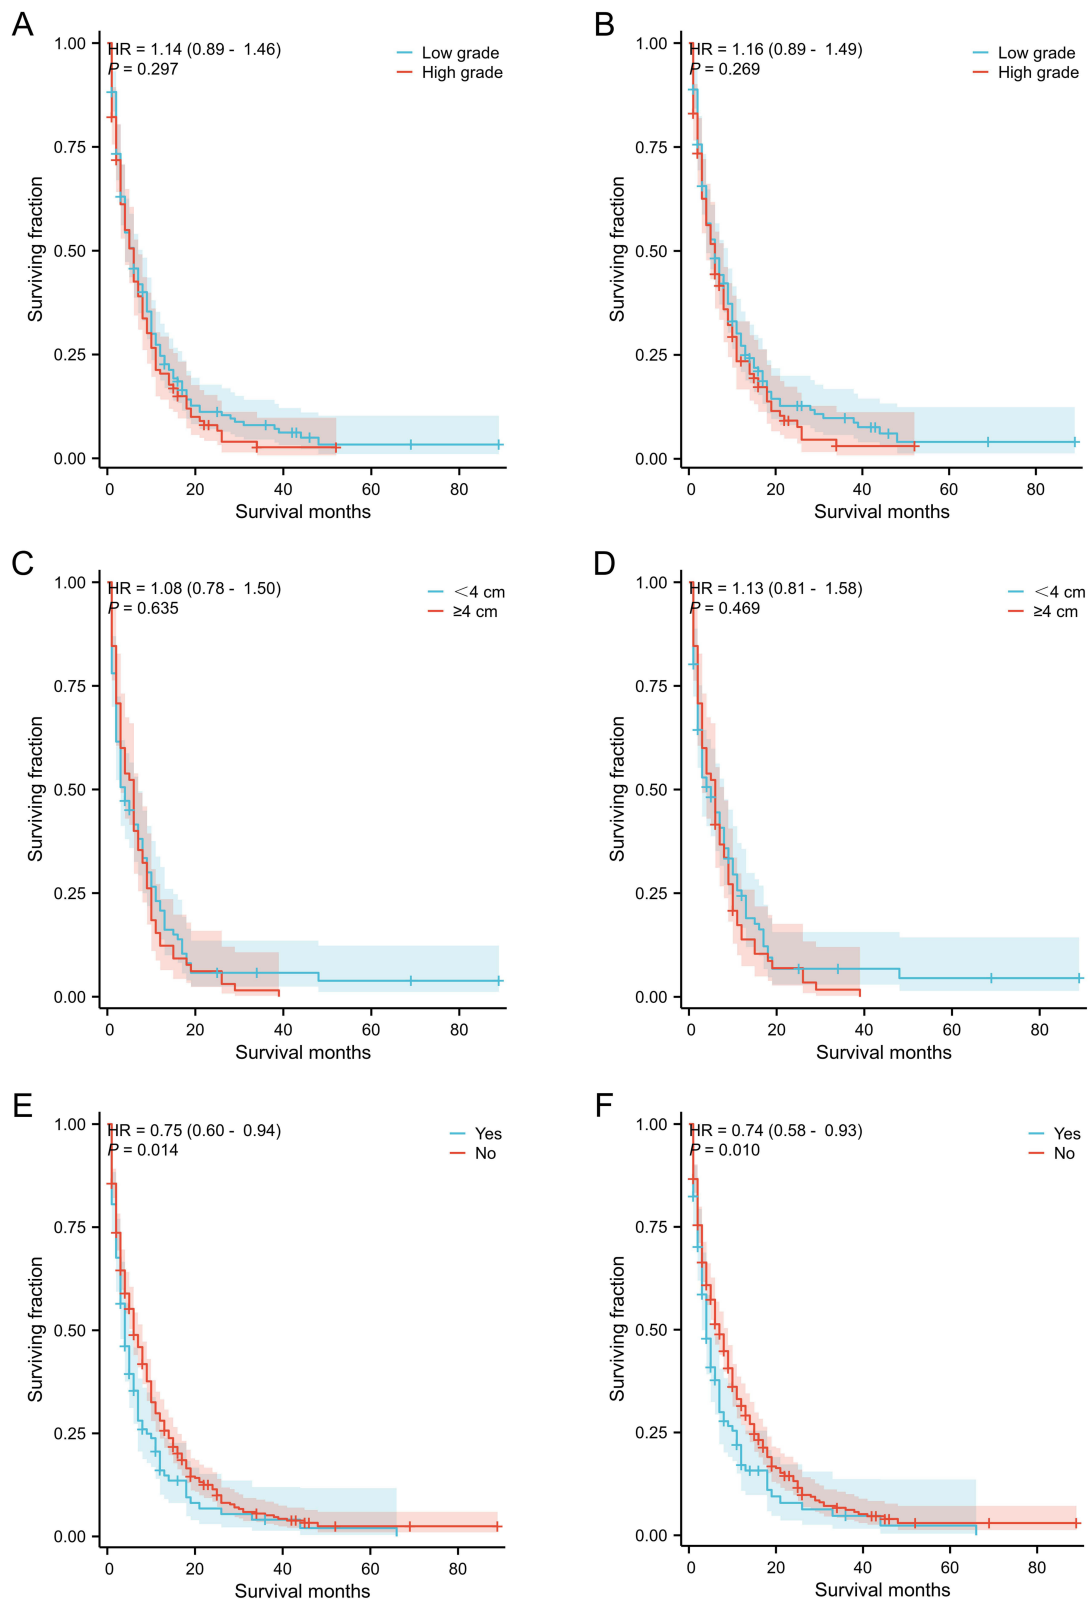 A
HR = 1.14 (0.89 - 1.46)
P = 0.297
Low grade
High grade
1.00
0.75
0.50
0.25
0.00
Surviving fraction
0 20 40 60 80
Survival months
B
HR = 1.16 (0.89 - 1.49)
P = 0.269
Low grade
High grade
1.00
0.75
0.50
0.25
0.00
Surviving fraction
0 20 40 60 80
Survival months
C
HR = 1.08 (0.78 - 1.50)
P = 0.635
<4 cm
≥4 cm
1.00
0.75
0.50
0.25
0.00
Surviving fraction
0 20 40 60 80
Survival months
D
HR = 1.13 (0.81 - 1.58)
P = 0.469
<4 cm
≥4 cm
1.00
0.75
0.50
0.25
0.00
Surviving fraction
0 20 40 60 80
Survival months
E
HR = 0.75 (0.60 - 0.94)
P = 0.014
Yes
No
1.00
0.75
0.50
0.25
0.00
Surviving fraction
0 20 40 60 80
Survival months
F
HR = 0.74 (0.58 - 0.93)
P = 0.010
Yes
No
1.00
0.75
0.50
0.25
0.00
Surviving fraction
0 20 40 60 80
Survival months